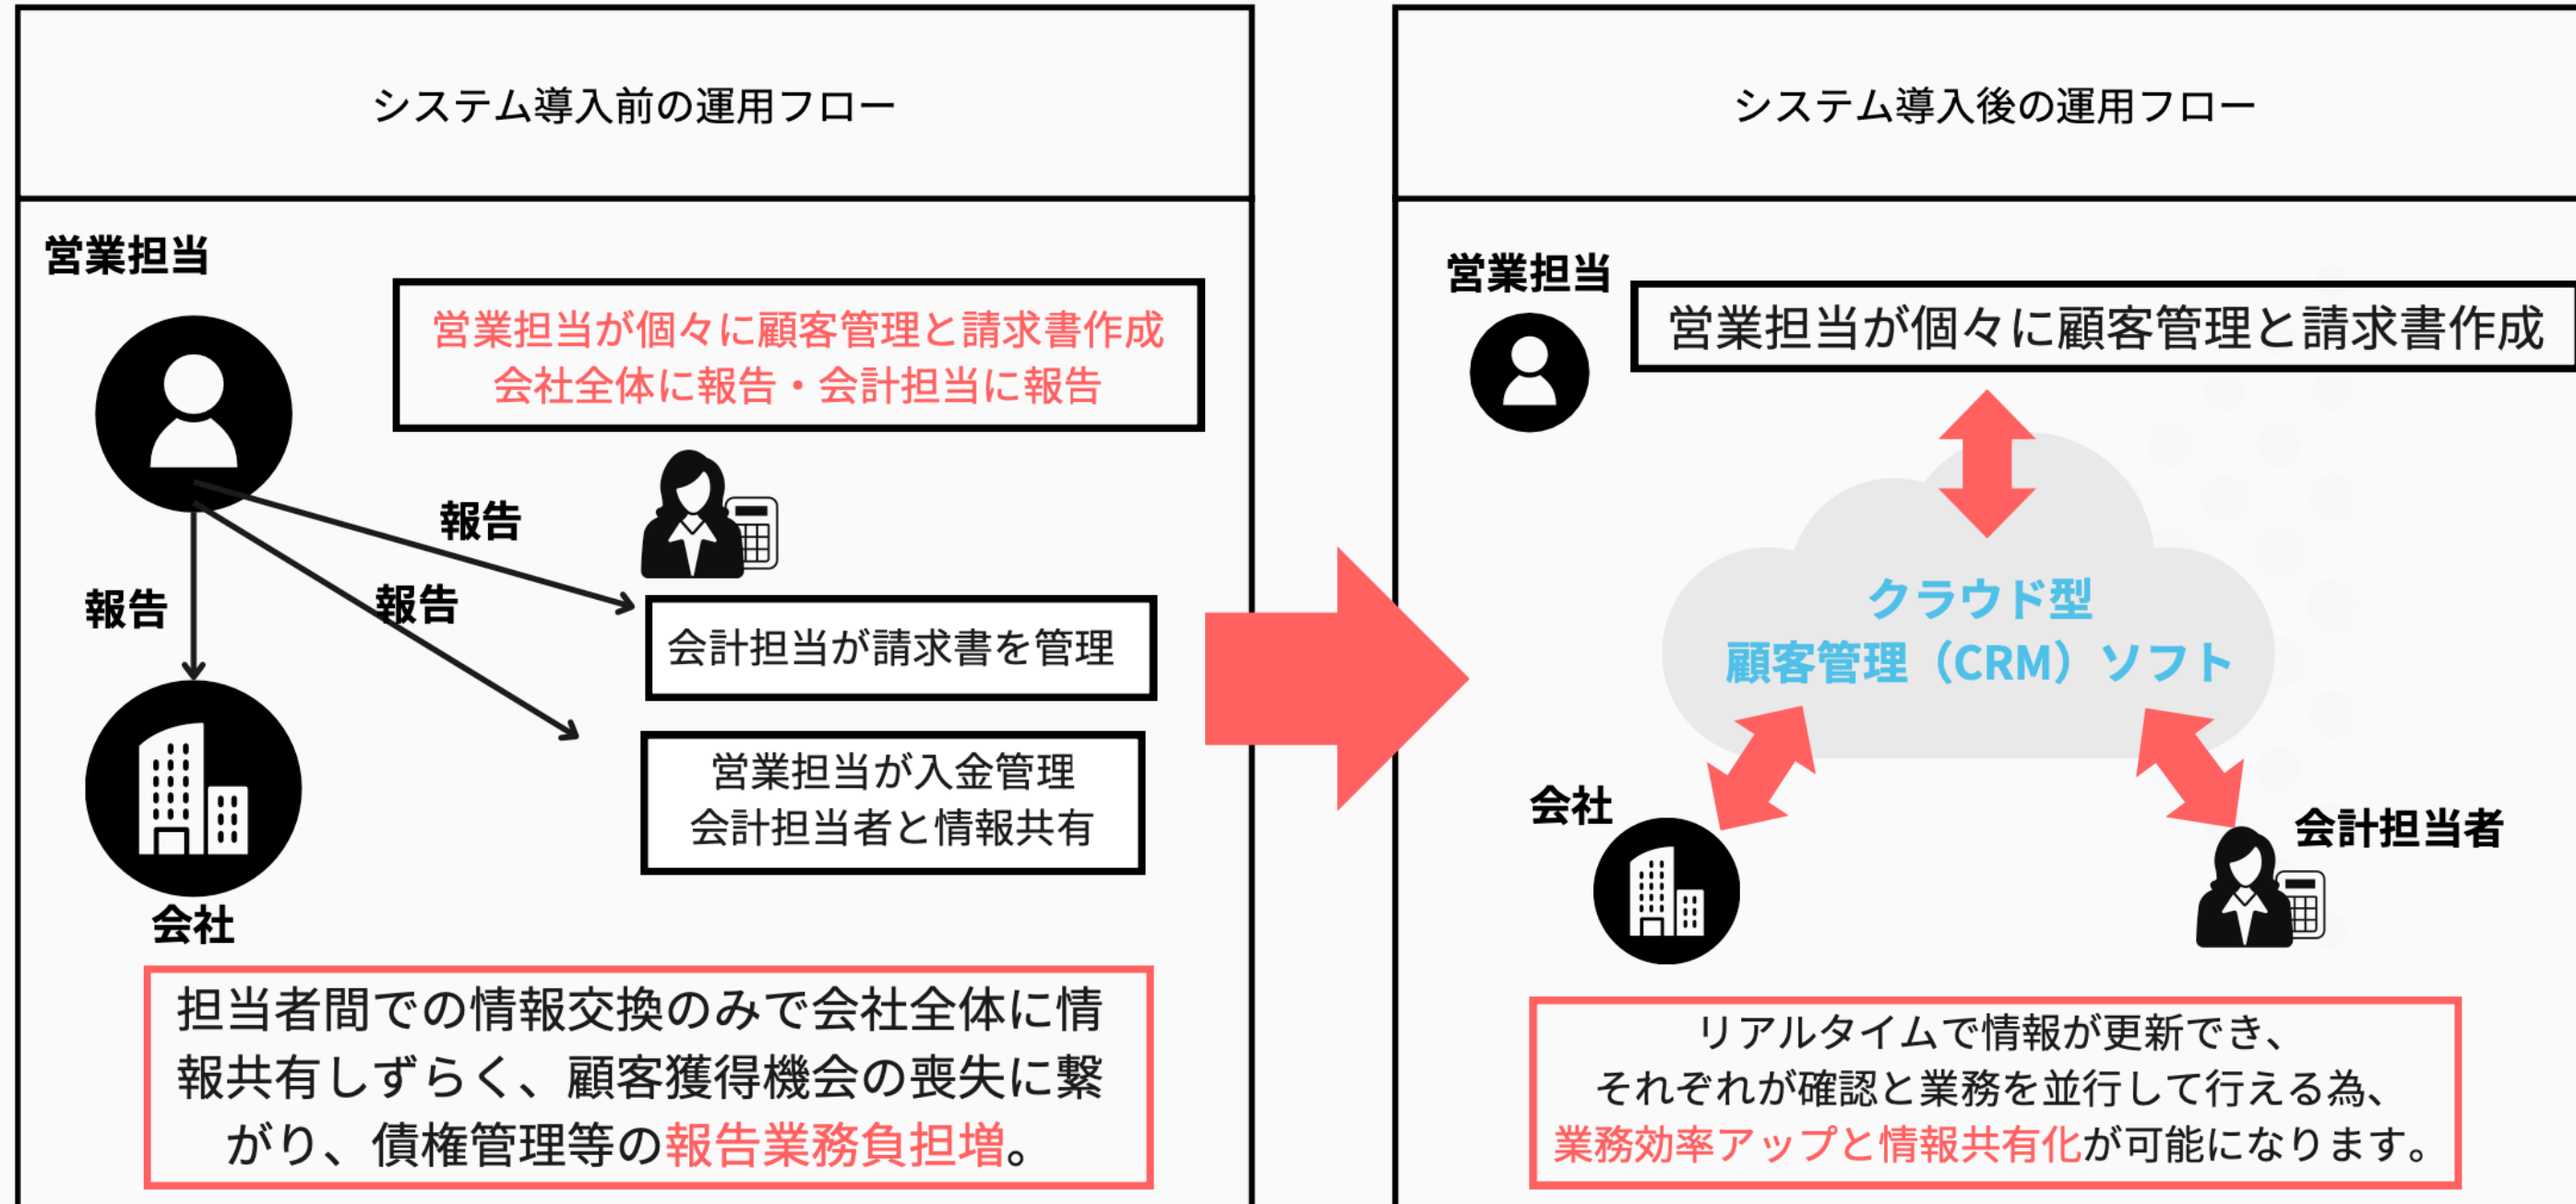 システム導入前の運用フロー
営業担当
営業担当が個々に顧客管理と請求書作成
会社全体に報告・会計担当に報告
報告
報告
報告
会計担当が請求書を管理
営業担当が入金管理
会計担当者と情報共有
会社
担当者間での情報交換のみで会社全体に情
報共有しずらく、顧客獲得機会の喪失に繋
がり、債権管理等の報告業務負担増。
システム導入後の運用フロー
営業担当
営業担当が個々に顧客管理と請求書作成
クラウド型
顧客管理（CRM）ソフト
会社
会計担当者
リアルタイムで情報が更新でき、
それぞれが確認と業務を並行して行える為、
業務効率アップと情報共有化が可能になります。